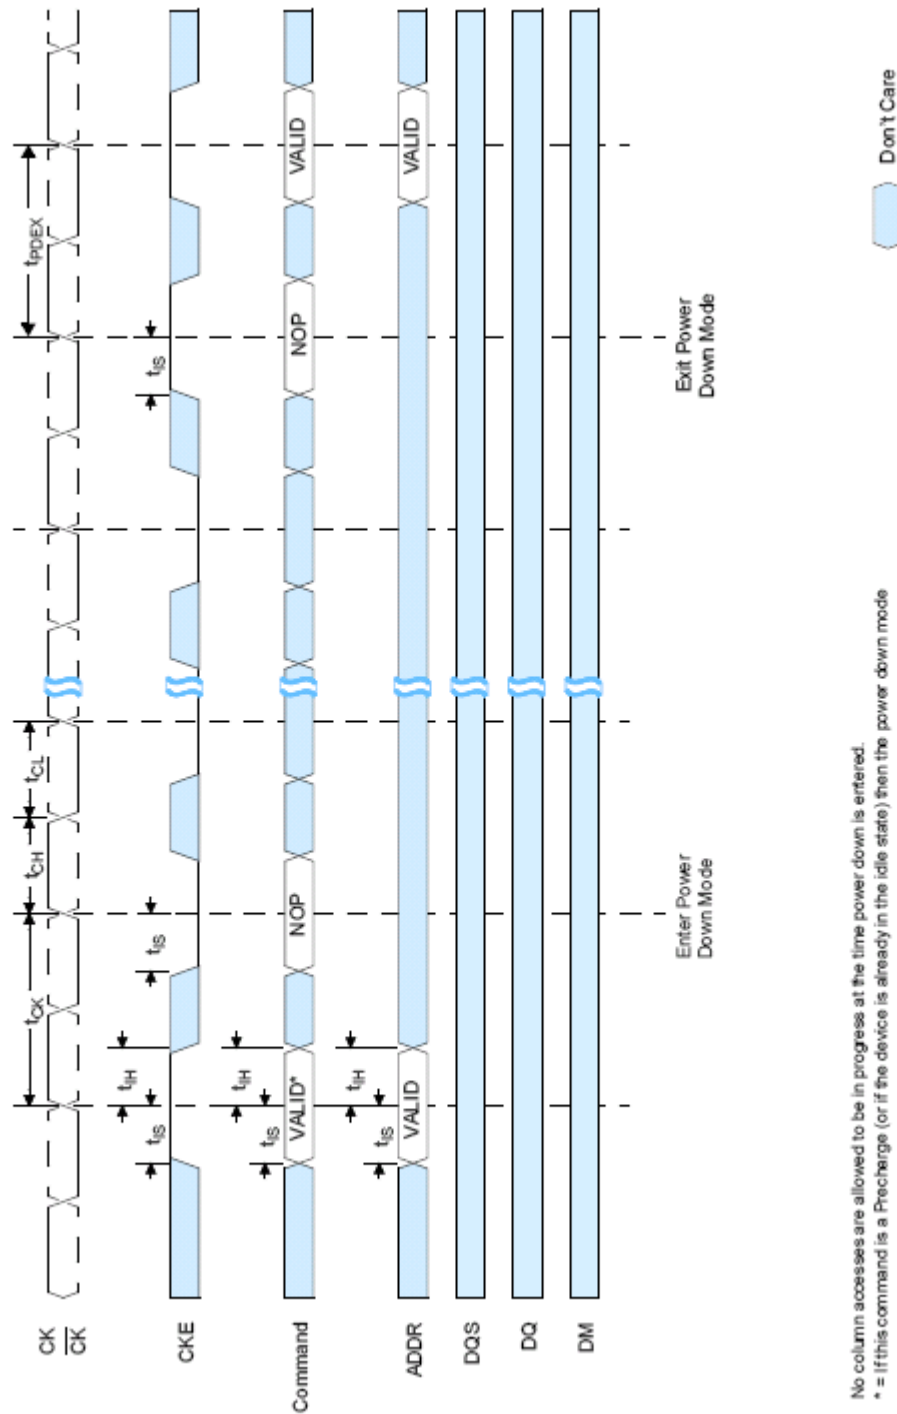 CK
CK
tCK
tCH
tCL
tPDEX
CKE
tIS
tIH
tIS
tIS
Command
tIS
tIH
VALID*
NOP
NOP
VALID
ADDR
tIS
tIH
VALID
VALID
DQS
DQ
DM
Enter Power
Down Mode
Exit Power
Down Mode
Don't Care
No column accesses are allowed to be in progress at the time power down is entered.
* = If this command is a Precharge (or if the device is already in the idle state) then the power down mode